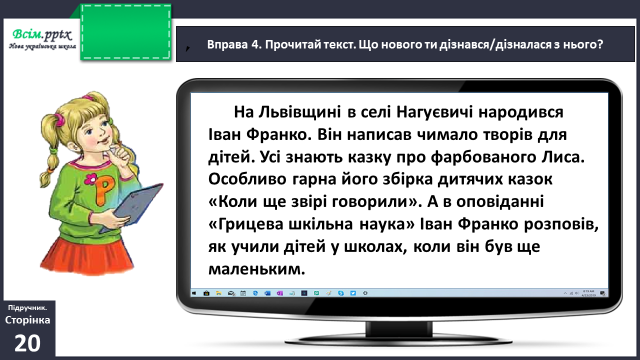 Всім.pptx
Нова українська школа
, Вправа 4. Прочитай текст. Що нового ти дізнався/дізналася з нього?
На Львівщині в селі Нагуєвичі народився
Іван Франко. Він написав чимало творів для
дітей. Усі знають казку про фарбованого Лиса.
Особливо гарна його збірка дитячих казок
«Коли ще звірі говорили». А в оповіданні
«Грицева шкільна наука» Іван Франко розповів,
як учили дітей у школах, коли він був ще
маленьким.
Р
Підручник.
Сторінка
20